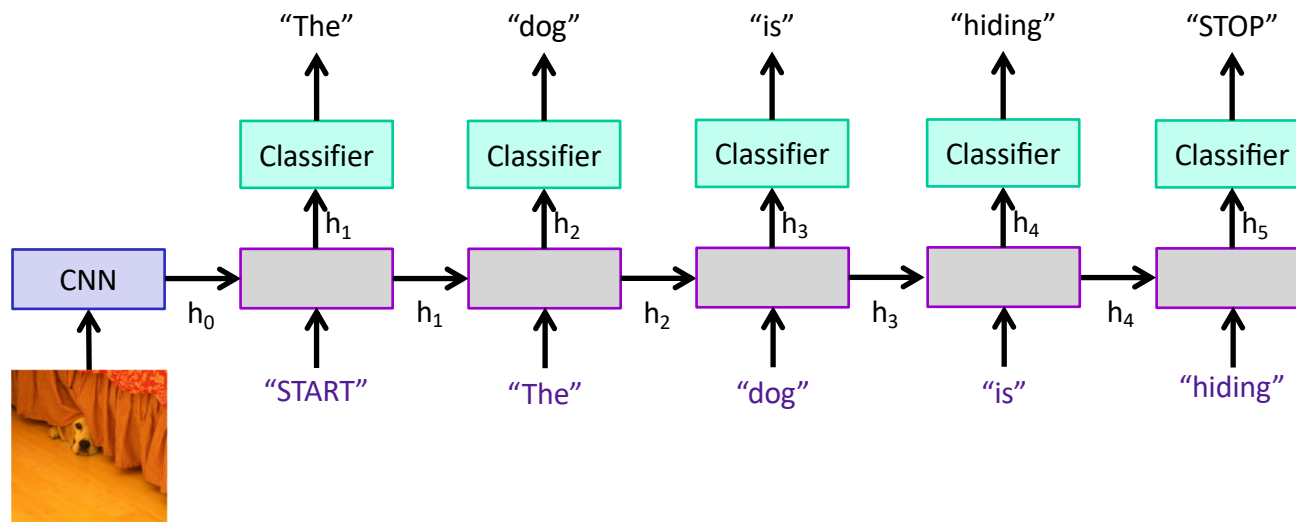 “The” “dog” “is” “hiding” “STOP”
Classifier Classifier Classifier Classifier Classifier
h₁ h₂ h₃ h₄ h₅
CNN
h₀ h₁ h₂ h₃ h₄
“START” “The” “dog” “is” “hiding”